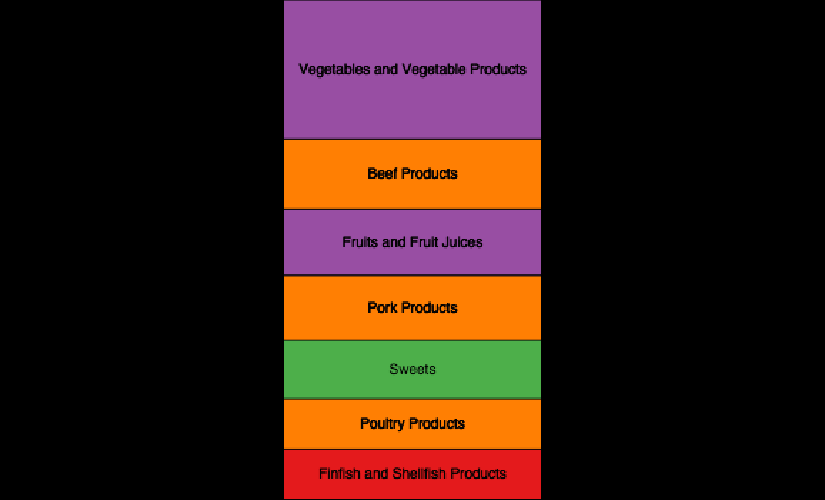 Vegetables and Vegetable Products
Beef Products
Fruits and Fruit Juices
Pork Products
Sweets
Poultry Products
Finfish and Shellfish Products